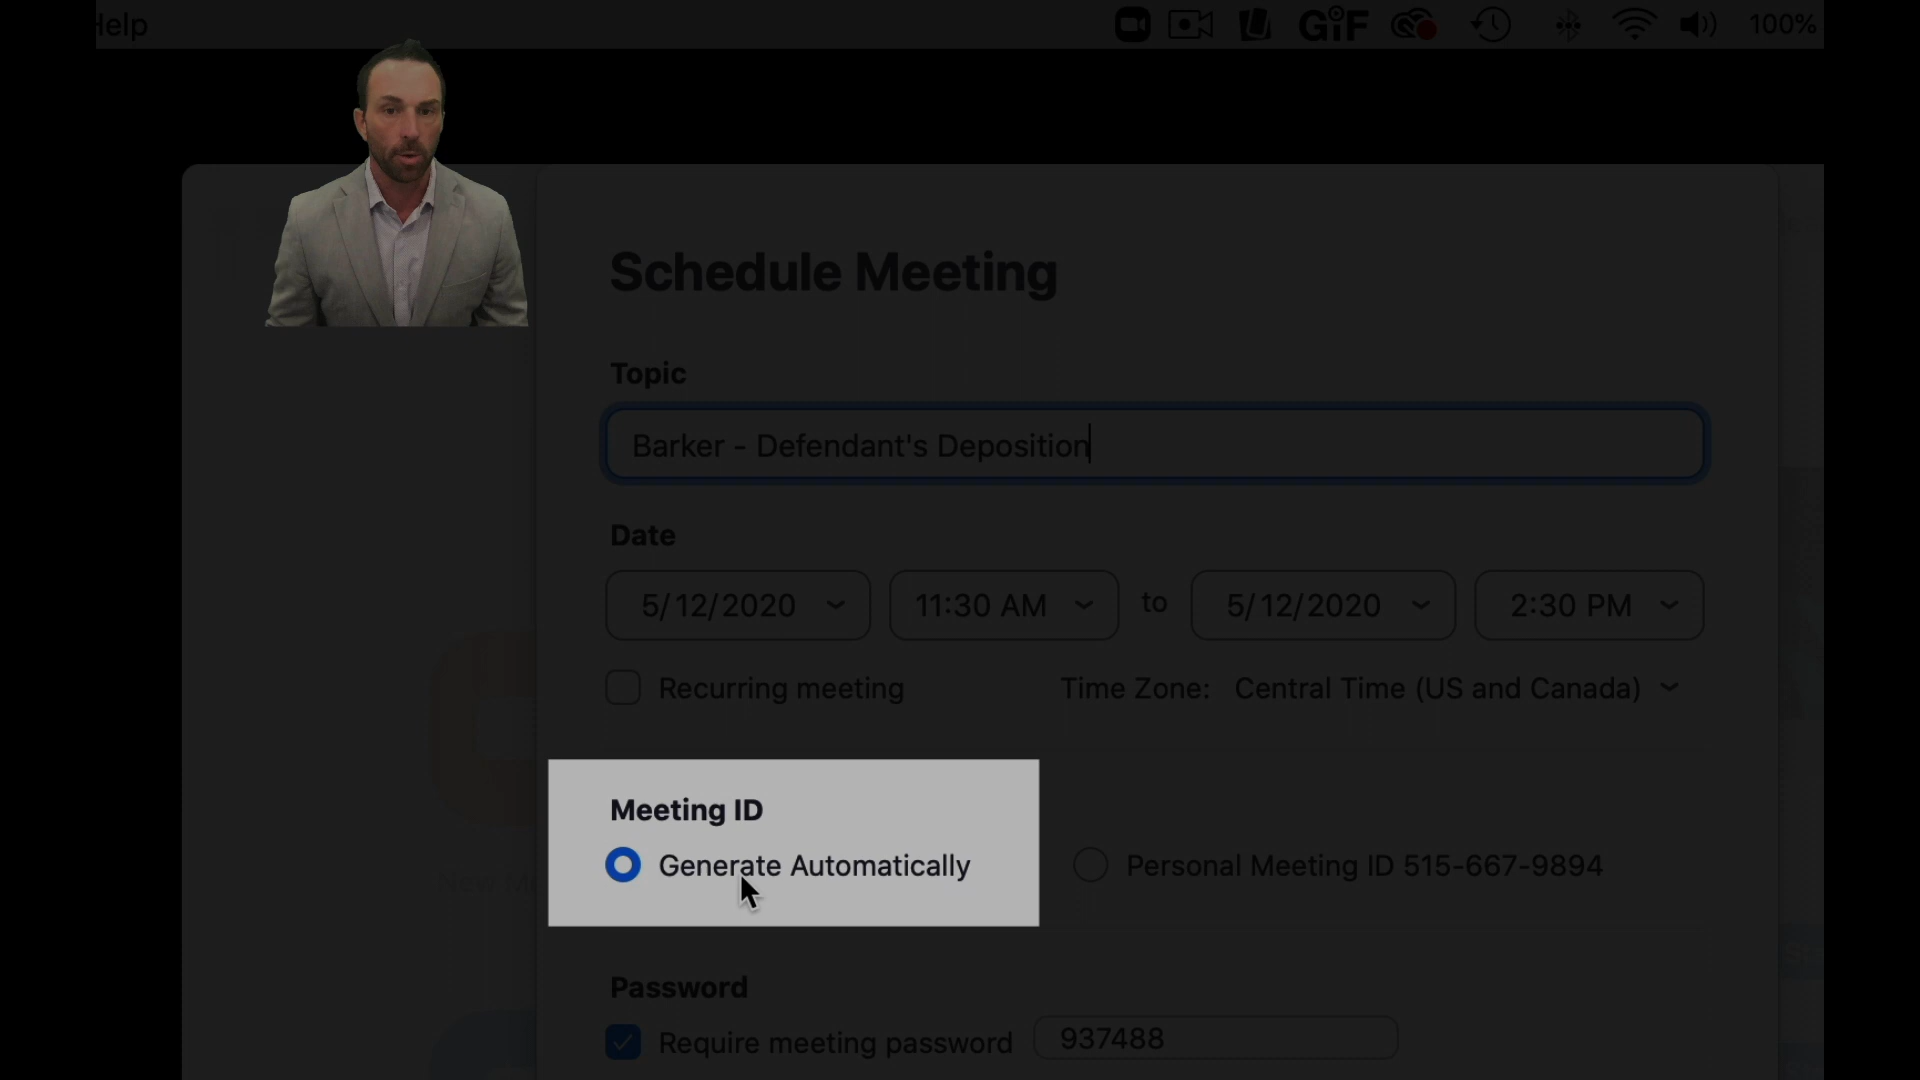 Help
GIF
100%
Schedule Meeting
Topic
Barker - Defendant's Deposition
Date
5/12/2020 11:30 AM to 5/12/2020 2:30 PM
Recurring meeting Time Zone: Central Time (US and Canada)
Meeting ID
Generate Automatically Personal Meeting ID 515-667-9894
Password
Require meeting password 937488